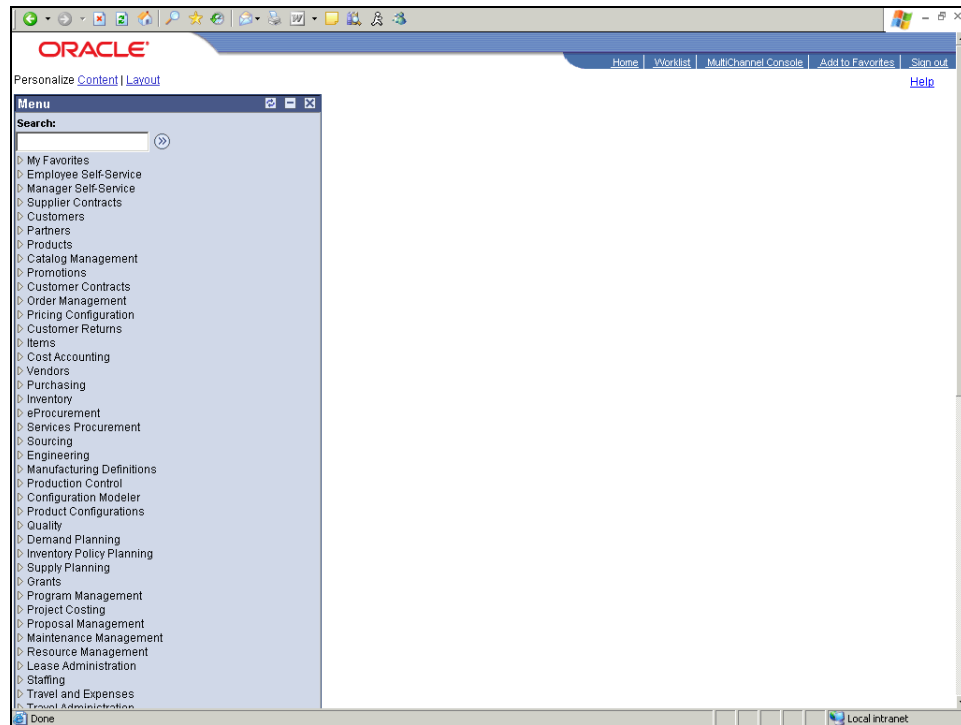 ORACLE
Home | Worklist | MultiChannel Console | Add to Favorites | Sign out
Personalize Content | Layout
Help
Menu
Search:
My Favorites
Employee Self-Service
Manager Self-Service
Supplier Contracts
Customers
Partners
Products
Catalog Management
Promotions
Customer Contracts
Order Management
Pricing Configuration
Customer Returns
Items
Cost Accounting
Vendors
Purchasing
Inventory
eProcurement
Services Procurement
Sourcing
Engineering
Manufacturing Definitions
Production Control
Configuration Modeler
Product Configurations
Quality
Demand Planning
Inventory Policy Planning
Supply Planning
Grants
Program Management
Project Costing
Proposal Management
Maintenance Management
Resource Management
Lease Administration
Staffing
Travel and Expenses
Travel Administration
Done
Local intranet